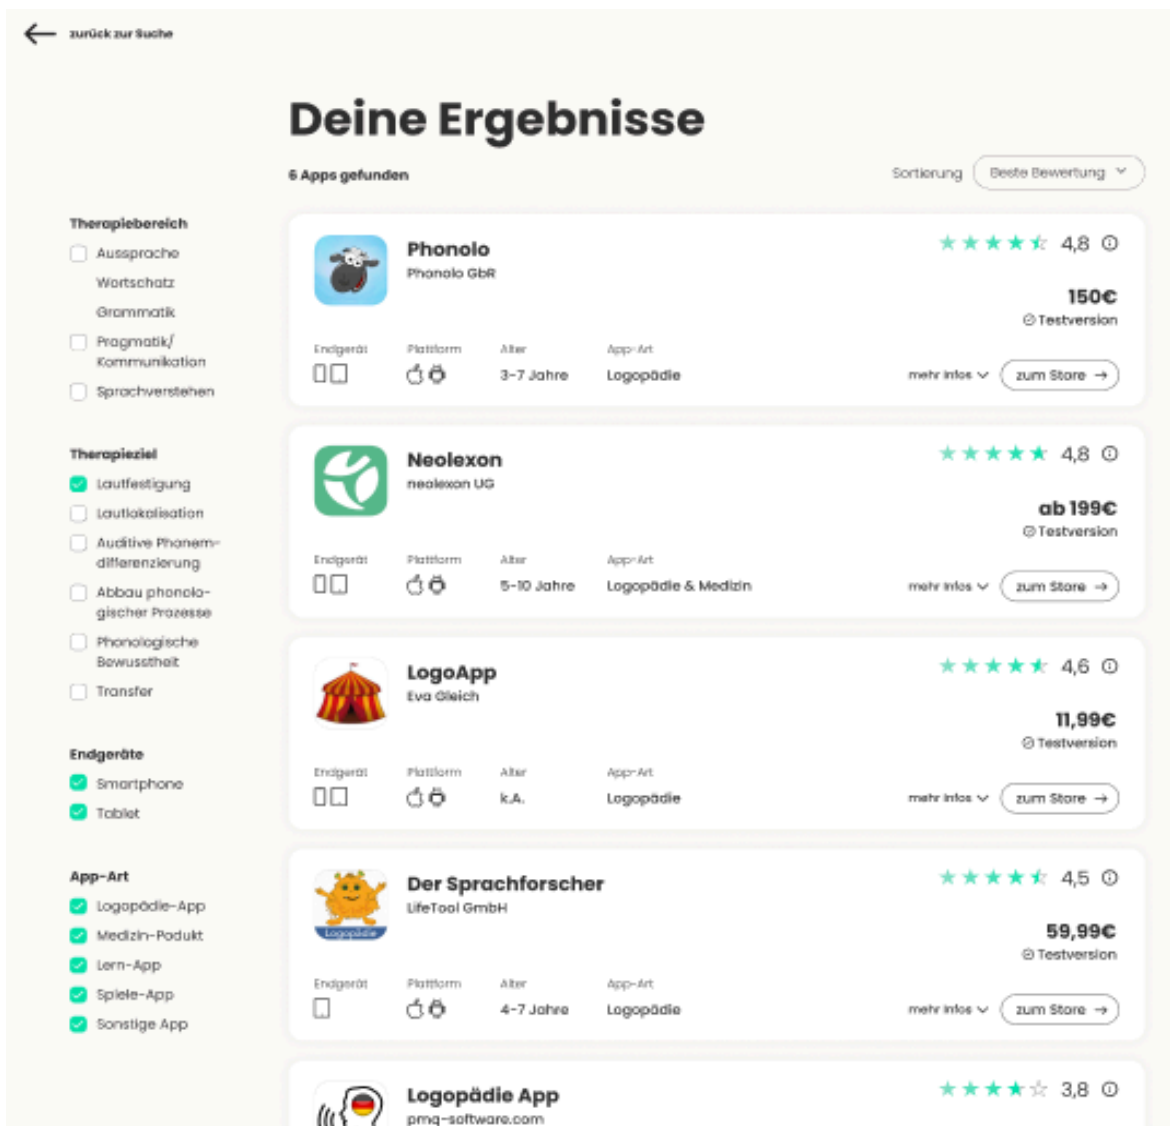 zurück zur Suche
Deine Ergebnisse
6 Apps gefunden
Sortierung
Beste Bewertung
Therapiebereich
Aussprache
Wortschatz
Grammatik
Pragmatik/
Kommunikation
Sprachverstehen
Therapieziel
Lautfestigung
Lautlokalisation
Auditive Phonem-
differenzierung
Abbau phonolo-
gischer Prozesse
Phonologische
Bewusstheit
Transfer
Endgeräte
Smartphone
Tablet
App-Art
Logopädie-App
Medizin-Podukt
Lern-App
Spiele-App
Sonstige App
Phonolo
Phonolo GbR
4,8
150€
Testversion
Endgerät Plattform Alter App-Art
3-7 Jahre Logopädie
mehr Infos zum Store →
Neolexon
neolexon UG
4,8
ab 199€
Testversion
Endgerät Plattform Alter App-Art
5-10 Jahre Logopädie & Medizin
mehr Infos zum Store →
LogoApp
Eva Gleich
4,6
11,99€
Testversion
Endgerät Plattform Alter App-Art
k.A. Logopädie
mehr Infos zum Store →
Logopädie
Der Sprachforscher
LifeTool GmbH
4,5
59,99€
Testversion
Endgerät Plattform Alter App-Art
4-7 Jahre Logopädie
mehr Infos zum Store →
Logopädie App
pmq-software.com
3,8